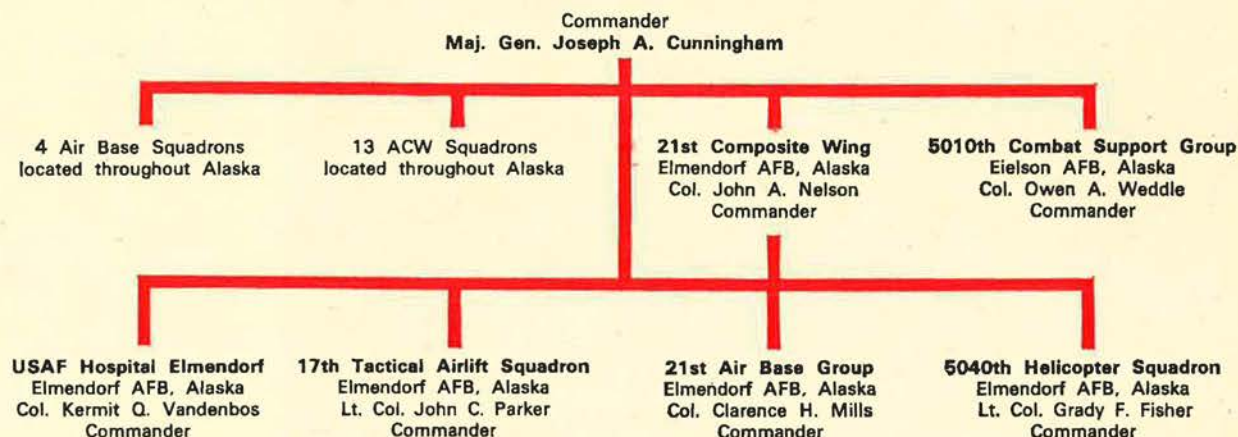 Commander
Maj. Gen. Joseph A. Cunningham
4 Air Base Squadrons
located throughout Alaska
13 ACW Squadrons
located throughout Alaska
21st Composite Wing
Elmendorf AFB, Alaska
Col. John A. Nelson
Commander
5010th Combat Support Group
Eielson AFB, Alaska
Col. Owen A. Weddle
Commander
USAF Hospital Elmendorf
Elmendorf AFB, Alaska
Col. Kermit Q. Vandenbos
Commander
17th Tactical Airlift Squadron
Elmendorf AFB, Alaska
Lt. Col. John C. Parker
Commander
21st Air Base Group
Elmendorf AFB, Alaska
Col. Clarence H. Mills
Commander
5040th Helicopter Squadron
Elmendorf AFB, Alaska
Lt. Col. Grady F. Fisher
Commander